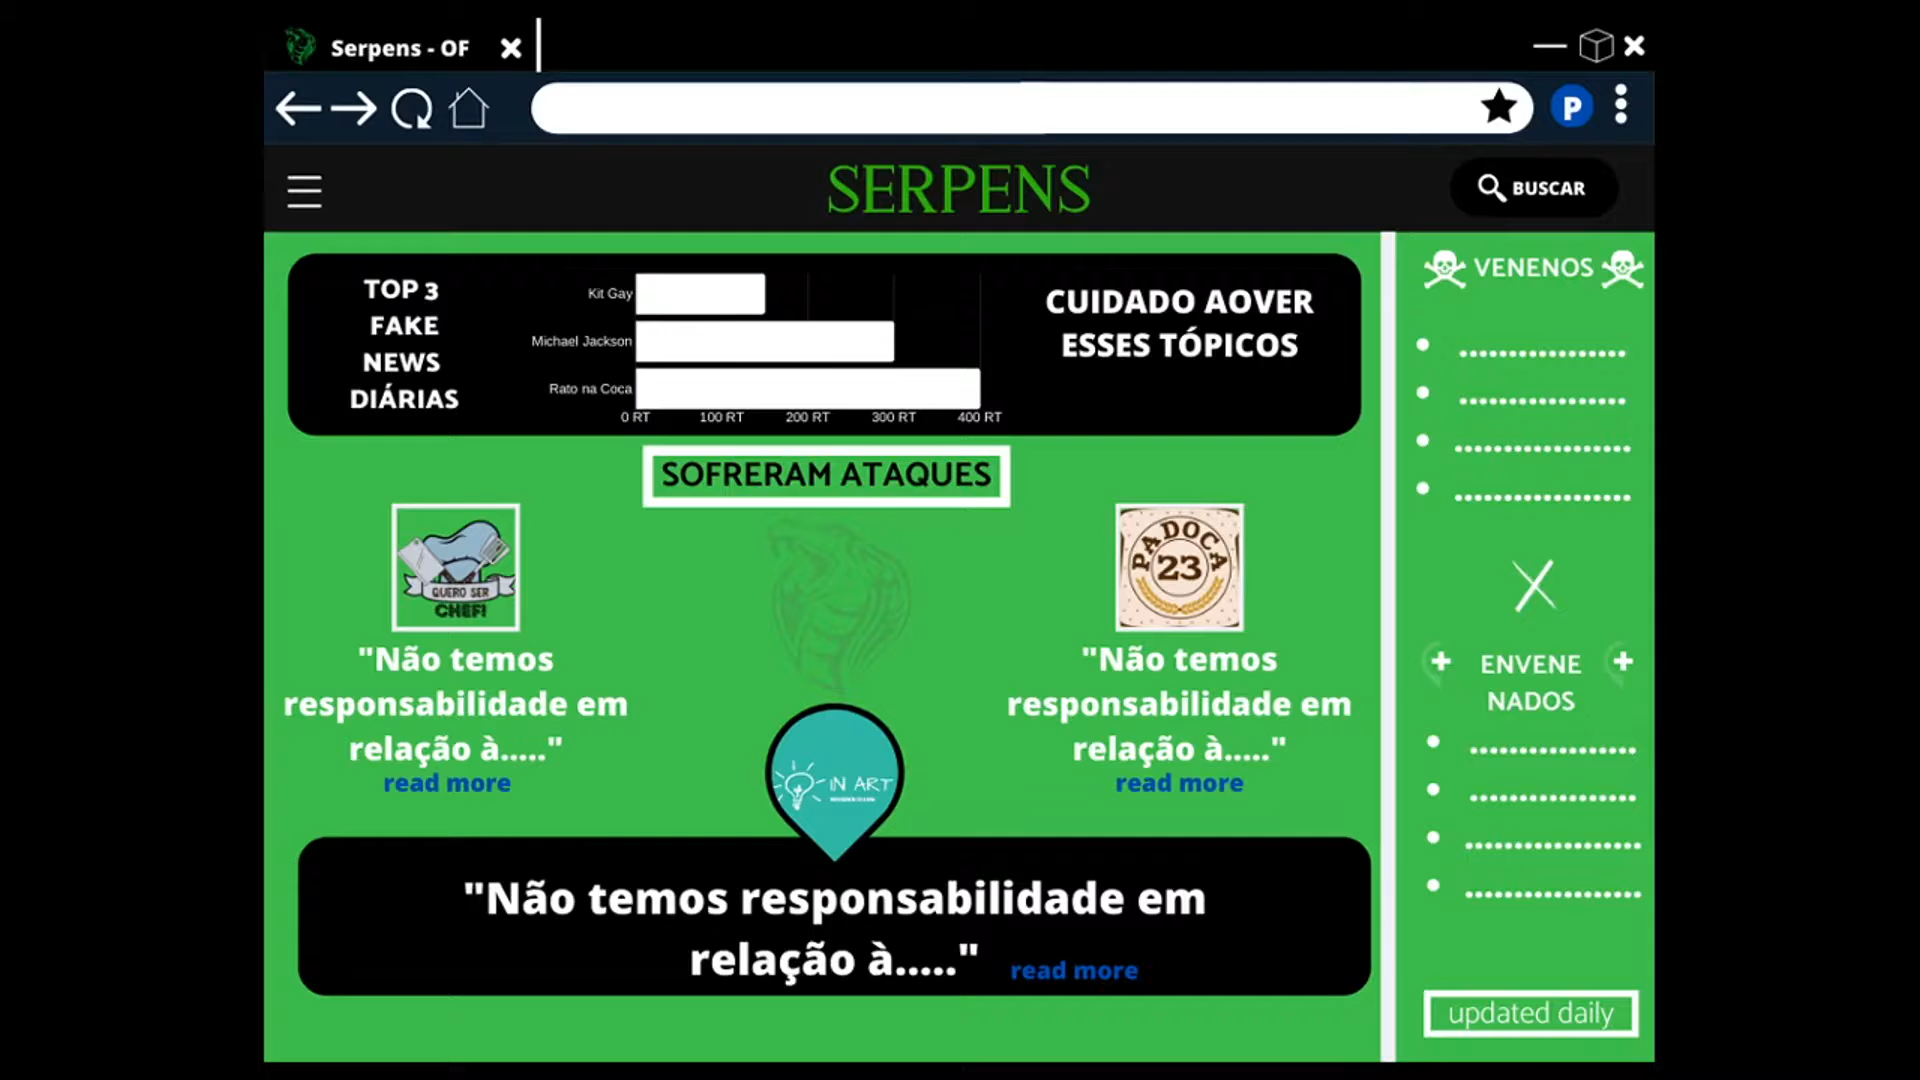 Serpens - OF
P
SERPENS
BUSCAR
TOP 3
FAKE
NEWS
DIÁRIAS
Kit Gay
Michael Jackson
Rato na Coca
0 RT 100 RT 200 RT 300 RT 400 RT
CUIDADO AOVER
ESSES TÓPICOS
SOFRERAM ATAQUES
QUERO SER
CHEF!
"Não temos
responsabilidade em
relação à....."
read more
IN ART
PADOCA
23
"Não temos
responsabilidade em
relação à....."
read more
"Não temos responsabilidade em
relação à....."
read more
VENENOS
ENVENE
NADOS
updated daily